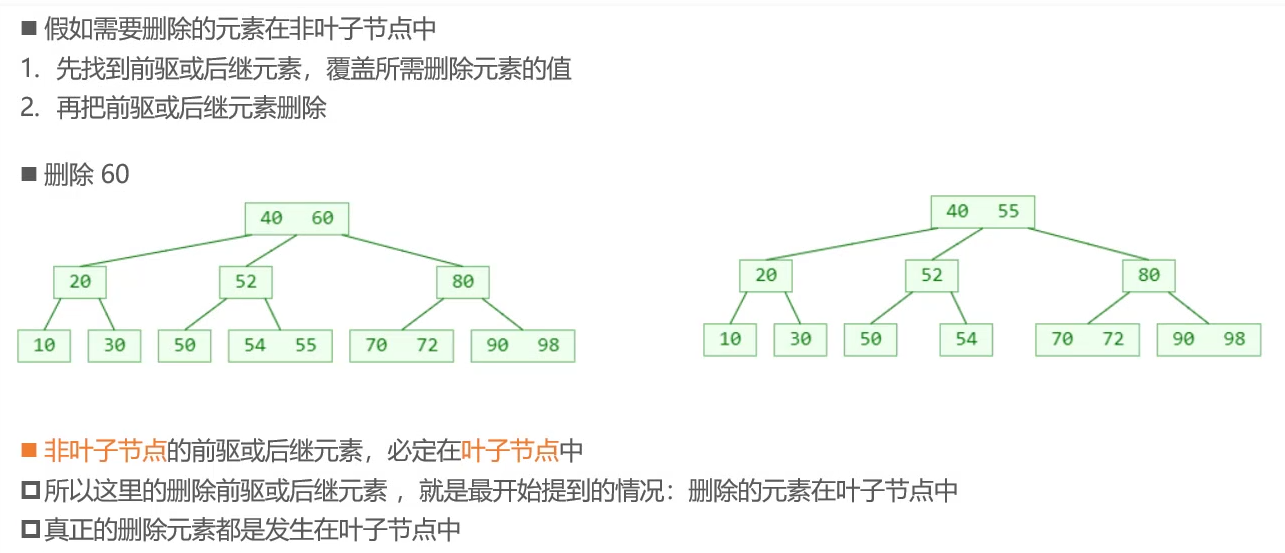 ■ 假如需要删除的元素在非叶子节点中
1. 先找到前驱或后继元素，覆盖所需删除元素的值
2. 再把前驱或后继元素删除
■ 删除 60
40 60
20 52 80
10 30 50 54 55 70 72 90 98
40 55
20 52 80
10 30 50 54 70 72 90 98
■ 非叶子节点的前驱或后继元素，必定在叶子节点中
所以这里的删除前驱或后继元素 ，就是最开始提到的情况：删除的元素在叶子节点中
真正的删除元素都是发生在叶子节点中